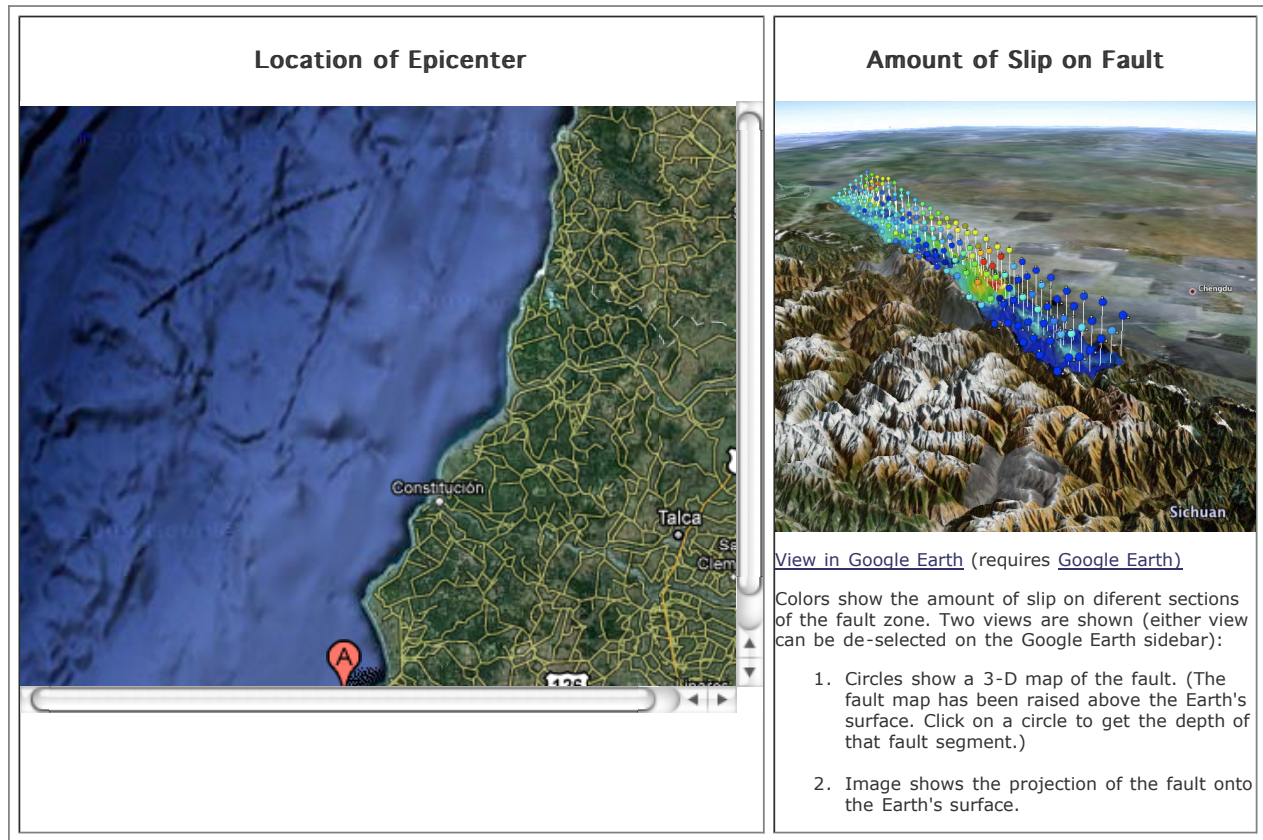 Location of Epicenter
Constitución
Talca
Clem
A
126
Amount of Slip on Fault
Chengdu
Sichuan
View in Google Earth (requires Google Earth)
Colors show the amount of slip on diferent sections
of the fault zone. Two views are shown (either view
can be de-selected on the Google Earth sidebar):
1. Circles show a 3-D map of the fault. (The
fault map has been raised above the Earth's
surface. Click on a circle to get the depth of
that fault segment.)
2. Image shows the projection of the fault onto
the Earth's surface.